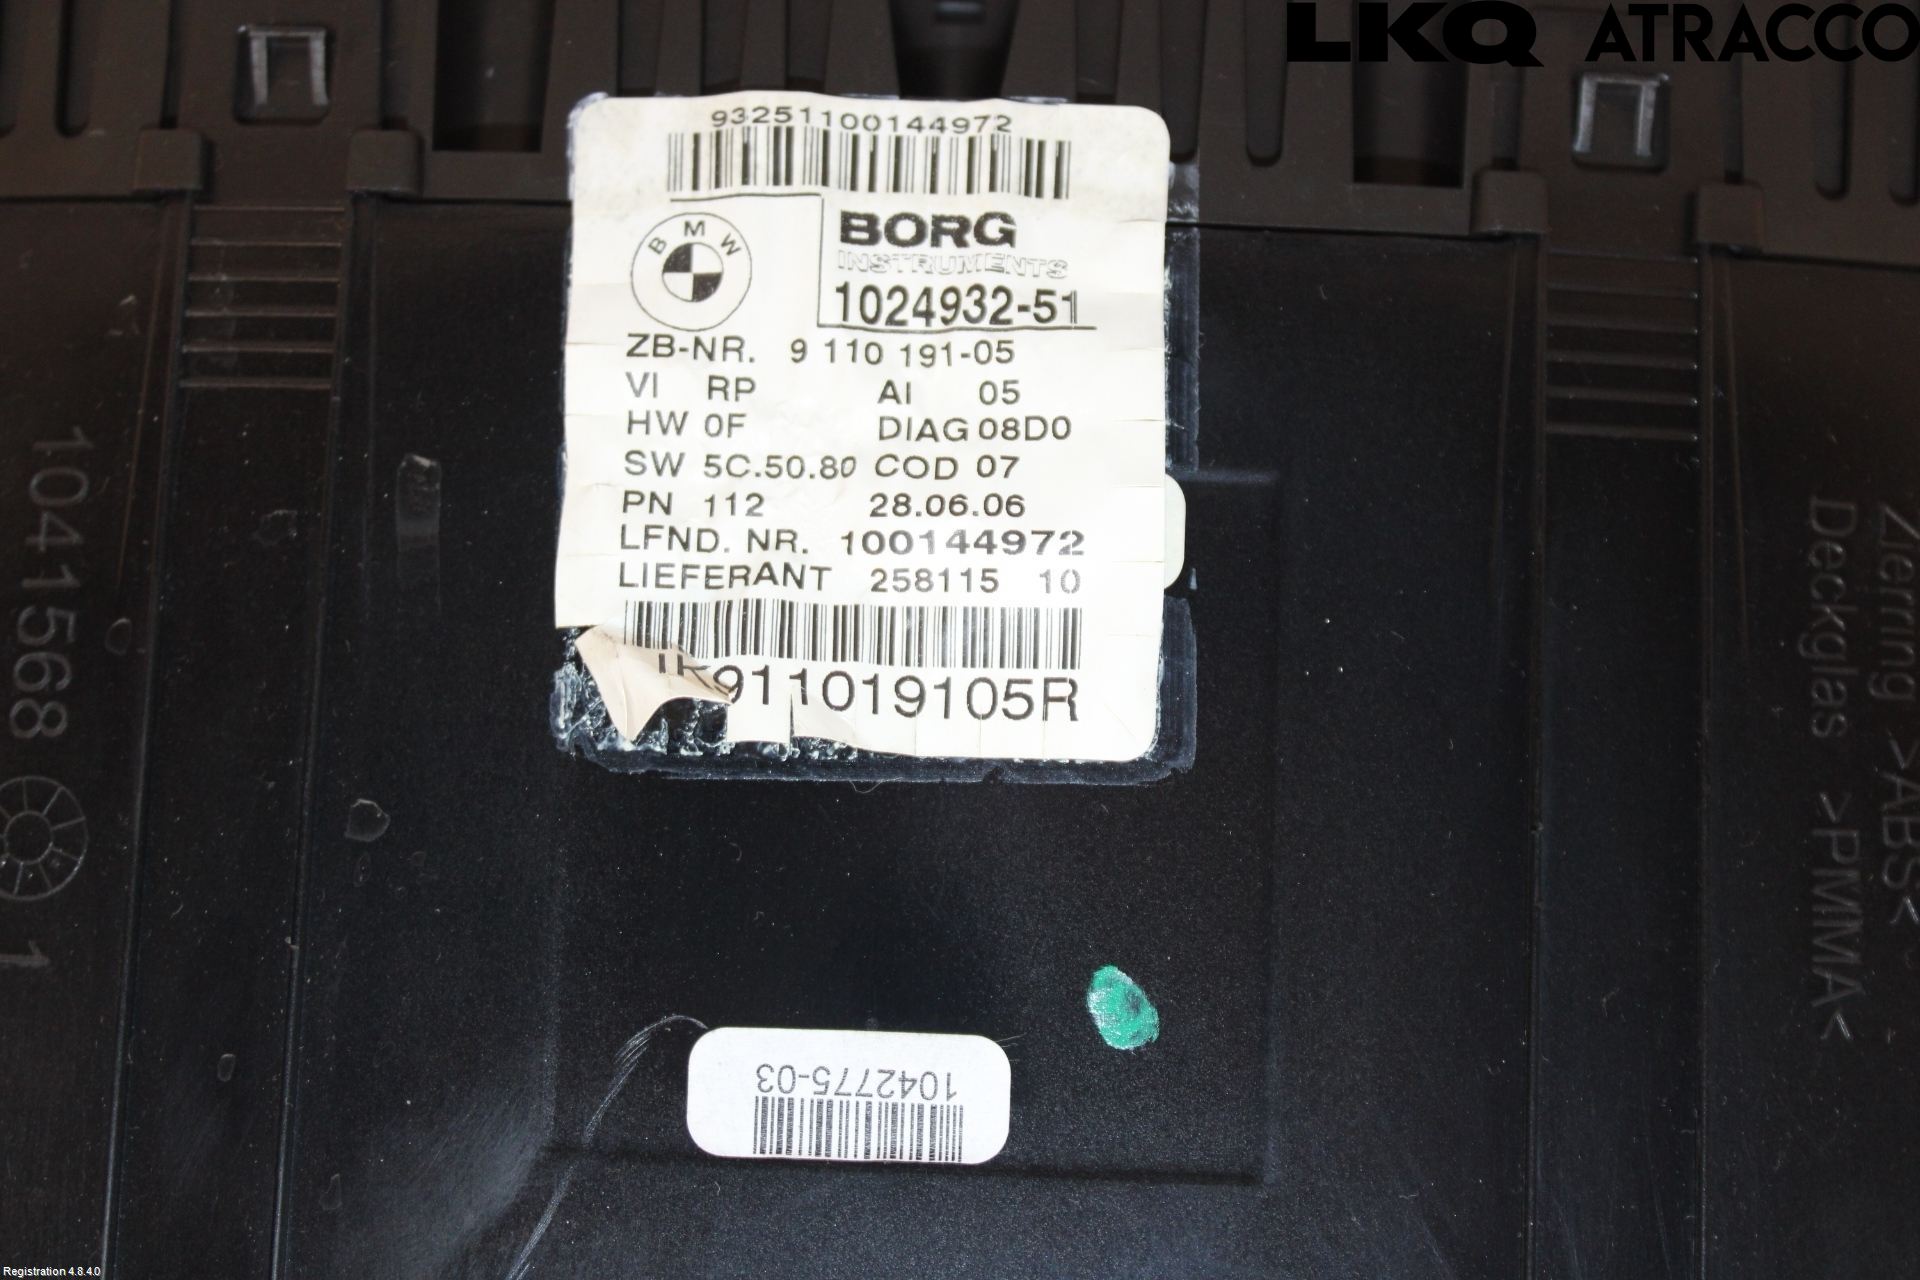 LKQ ATRACCO
93251100144972
BMW
BORG
INSTRUMENTS
1024932-51
ZB-NR. 9 110 191-05
VI RP AI 05
HW 0F DIAG 08D0
SW 5C.50.80 COD 07
PN 112 28.06.06
LFND. NR. 100144972
LIEFERANT 258115 10
911019105R
1041568 1
Zierring >ABS<
Deckglas >PMMA<
1042775-03
Registration 4.8.4.0